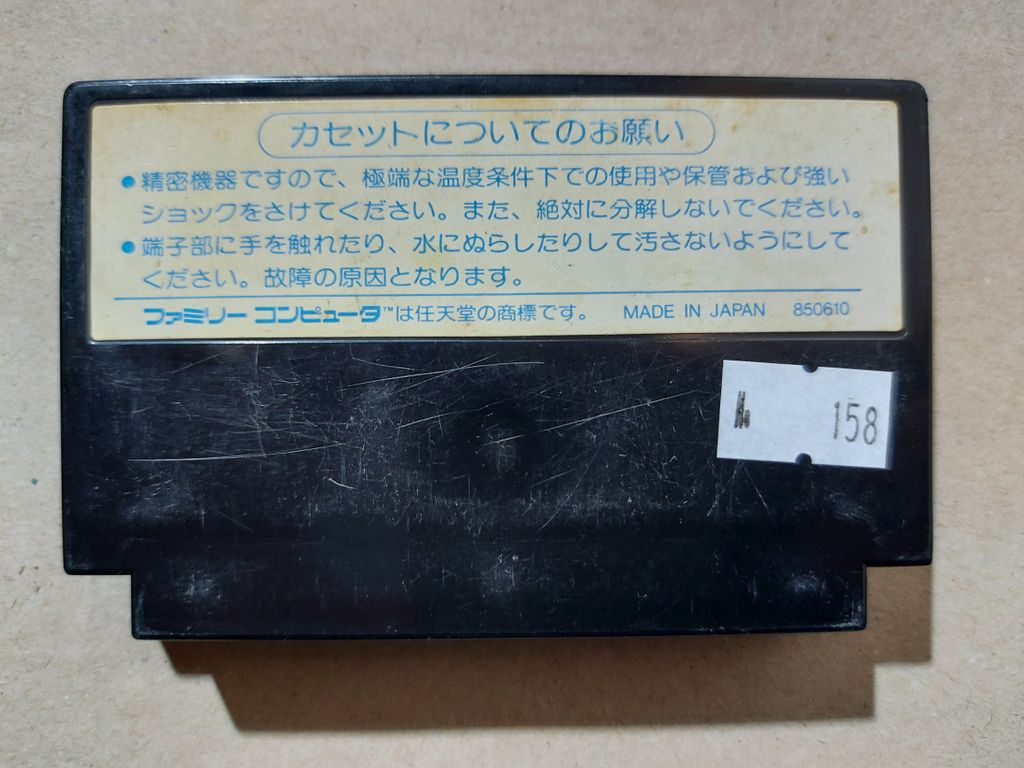 カセットについてのお願い
●精密機器ですので、極端な温度条件下での使用や保管および強い
ショックをさけてください。また、絶対に分解しないでください。
●端子部に手を触れたり、水にぬらしたりして汚さないようにして
ください。故障の原因となります。
ファミリー コンピュータ™は任天堂の商標です。 MADE IN JAPAN 850610
158